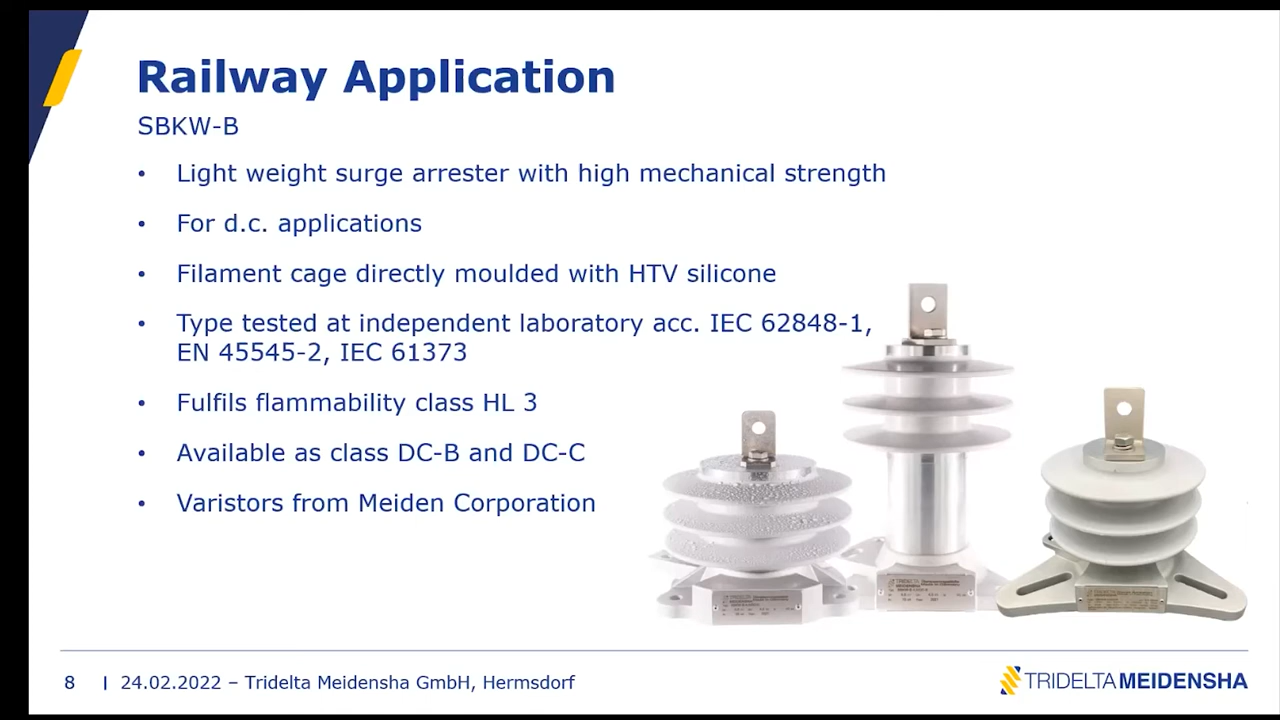 Railway Application
SBKW-B
• Light weight surge arrester with high mechanical strength
• For d.c. applications
• Filament cage directly moulded with HTV silicone
• Type tested at independent laboratory acc. IEC 62848-1,
EN 45545-2, IEC 61373
• Fulfils flammability class HL 3
• Available as class DC-B and DC-C
• Varistors from Meiden Corporation
8 | 24.02.2022 – Tridelta Meidensha GmbH, Hermsdorf
TRIDELTA MEIDENSHA